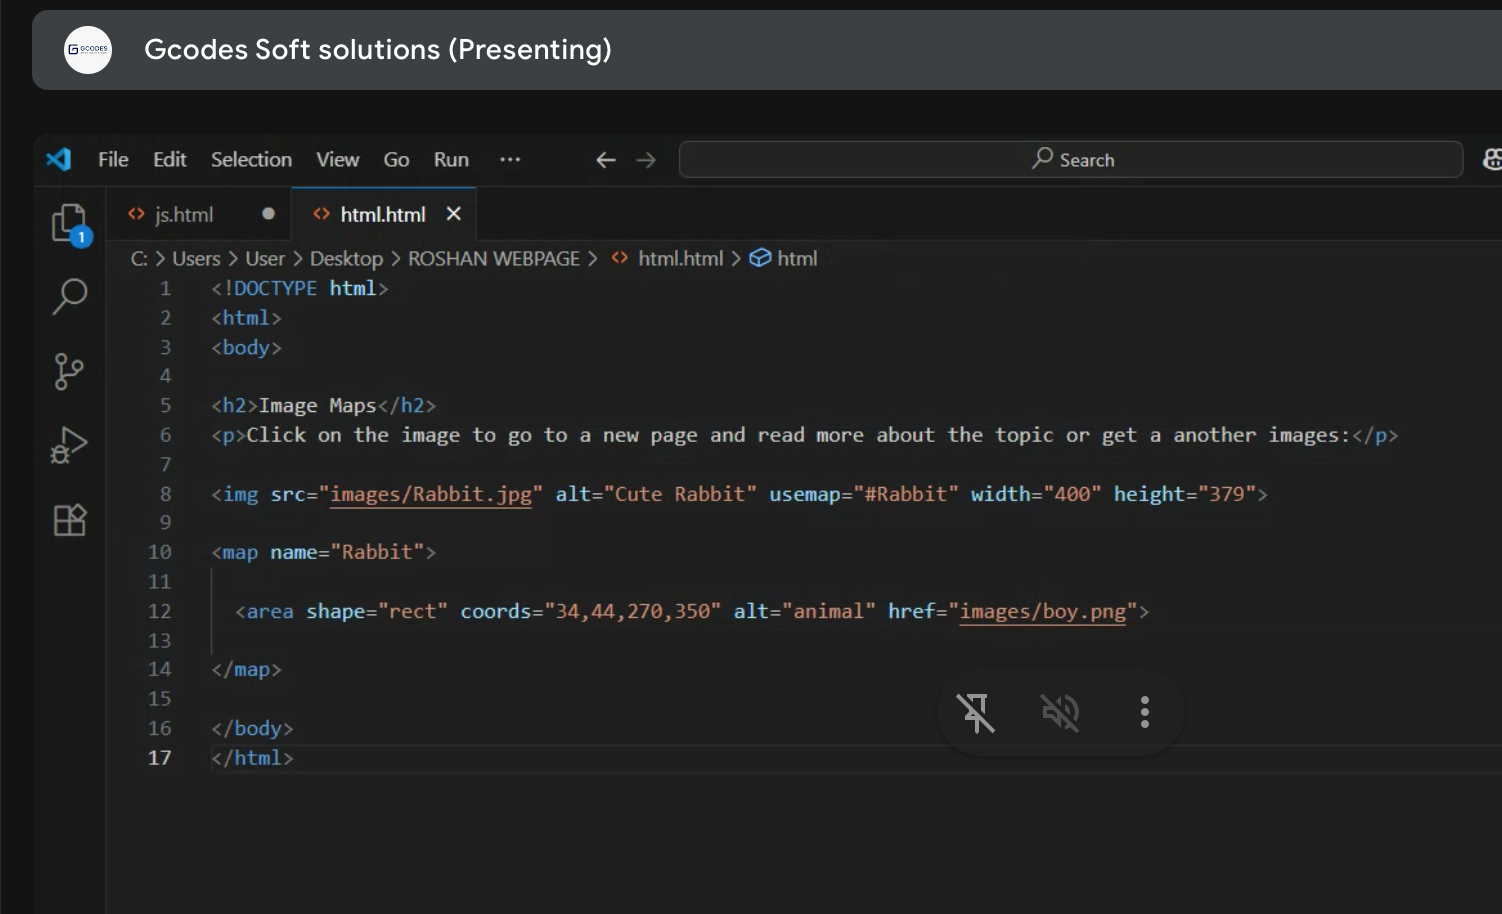 GCODES
Gcodes Soft solutions (Presenting)
File Edit Selection View Go Run ··· Search
js.html html.html
1
C: > Users > User > Desktop > ROSHAN WEBPAGE > html.html > html
1 <!DOCTYPE html>
2 <html>
3 <body>
4
5 <h2>Image Maps</h2>
6 <p>Click on the image to go to a new page and read more about the topic or get a another images:</p>
7
8 <img src="images/Rabbit.jpg" alt="Cute Rabbit" usemap="#Rabbit" width="400" height="379">
9
10 <map name="Rabbit">
11
12 <area shape="rect" coords="34,44,270,350" alt="animal" href="images/boy.png">
13
14 </map>
15
16 </body>
17 </html>